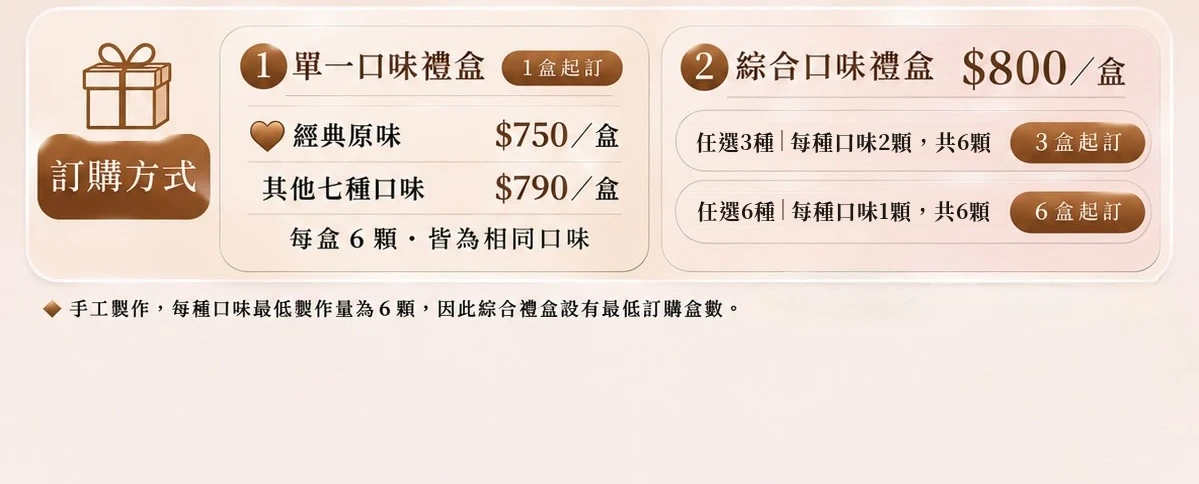 訂購方式
1 單一口味禮盒 1盒起訂
經典原味 $750/盒
其他七種口味 $790/盒
每盒 6 顆・皆為相同口味
2 綜合口味禮盒 $800/盒
任選3種|每種口味2顆,共6顆 3盒起訂
任選6種|每種口味1顆,共6顆 6盒起訂
手工製作,每種口味最低製作量為 6 顆,因此綜合禮盒設有最低訂購盒數。